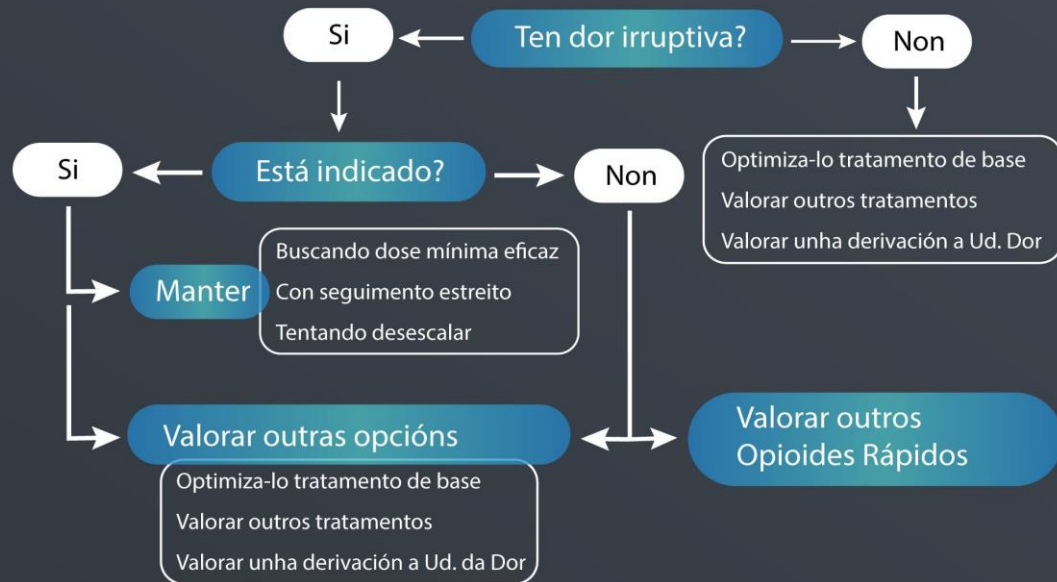 Si
Ten dor irruptiva?
Non
Si
Está indicado?
Non
Optimiza-lo tratamento de base
Valorar outros tratamentos
Valorar unha derivación a Ud. Dor
Manter
Buscando dose mínima eficaz
Con seguimento estreito
Tentando desescalar
Valorar outras opcións
Optimiza-lo tratamento de base
Valorar outros tratamentos
Valorar unha derivación a Ud. da Dor
Valorar outros
Opioides Rápidos